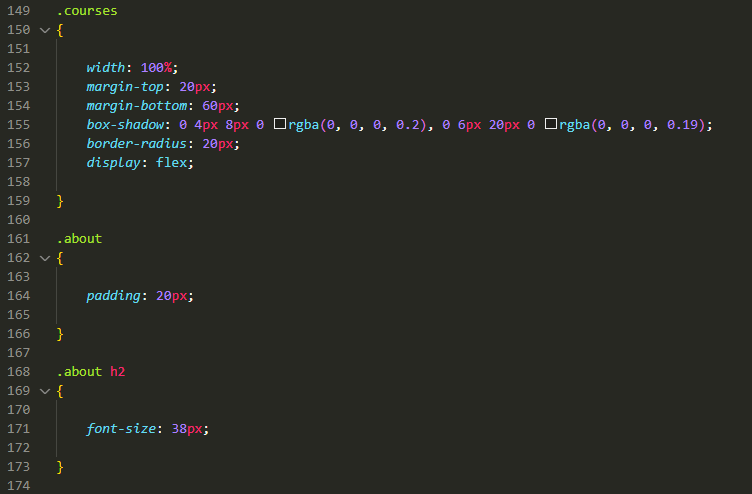 149 .courses
150 {
151
152 width: 100%;
153 margin-top: 20px;
154 margin-bottom: 60px;
155 box-shadow: 0 4px 8px 0 rgba(0, 0, 0, 0.2), 0 6px 20px 0 rgba(0, 0, 0, 0.19);
156 border-radius: 20px;
157 display: flex;
158
159 }
160
161 .about
162 {
163
164 padding: 20px;
165
166 }
167
168 .about h2
169 {
170
171 font-size: 38px;
172
173 }
174